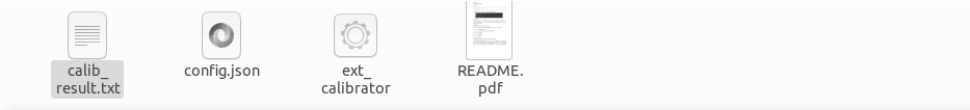 calib_
result.txt
config.json
ext_
calibrator
README.
pdf